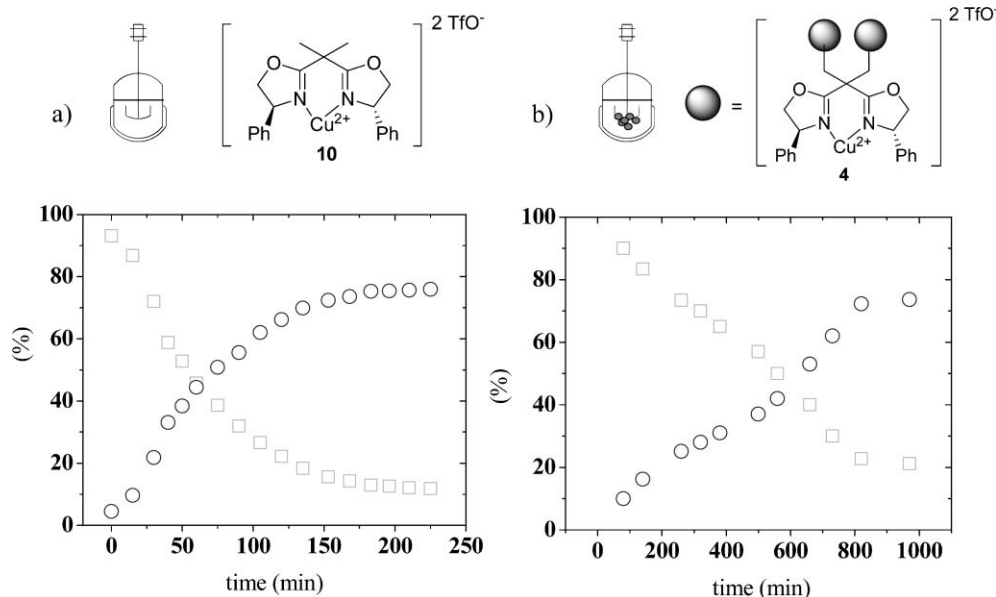 a)
2 TfO-
O
O
N
N
Cu2+
Ph
Ph
10
b)
=
2 TfO-
O
O
N
N
Cu2+
Ph
Ph
4
100
80
60
40
20
0
(%)
0 50 100 150 200 250
time (min)
100
80
60
40
20
0
(%)
0 200 400 600 800 1000
time (min)